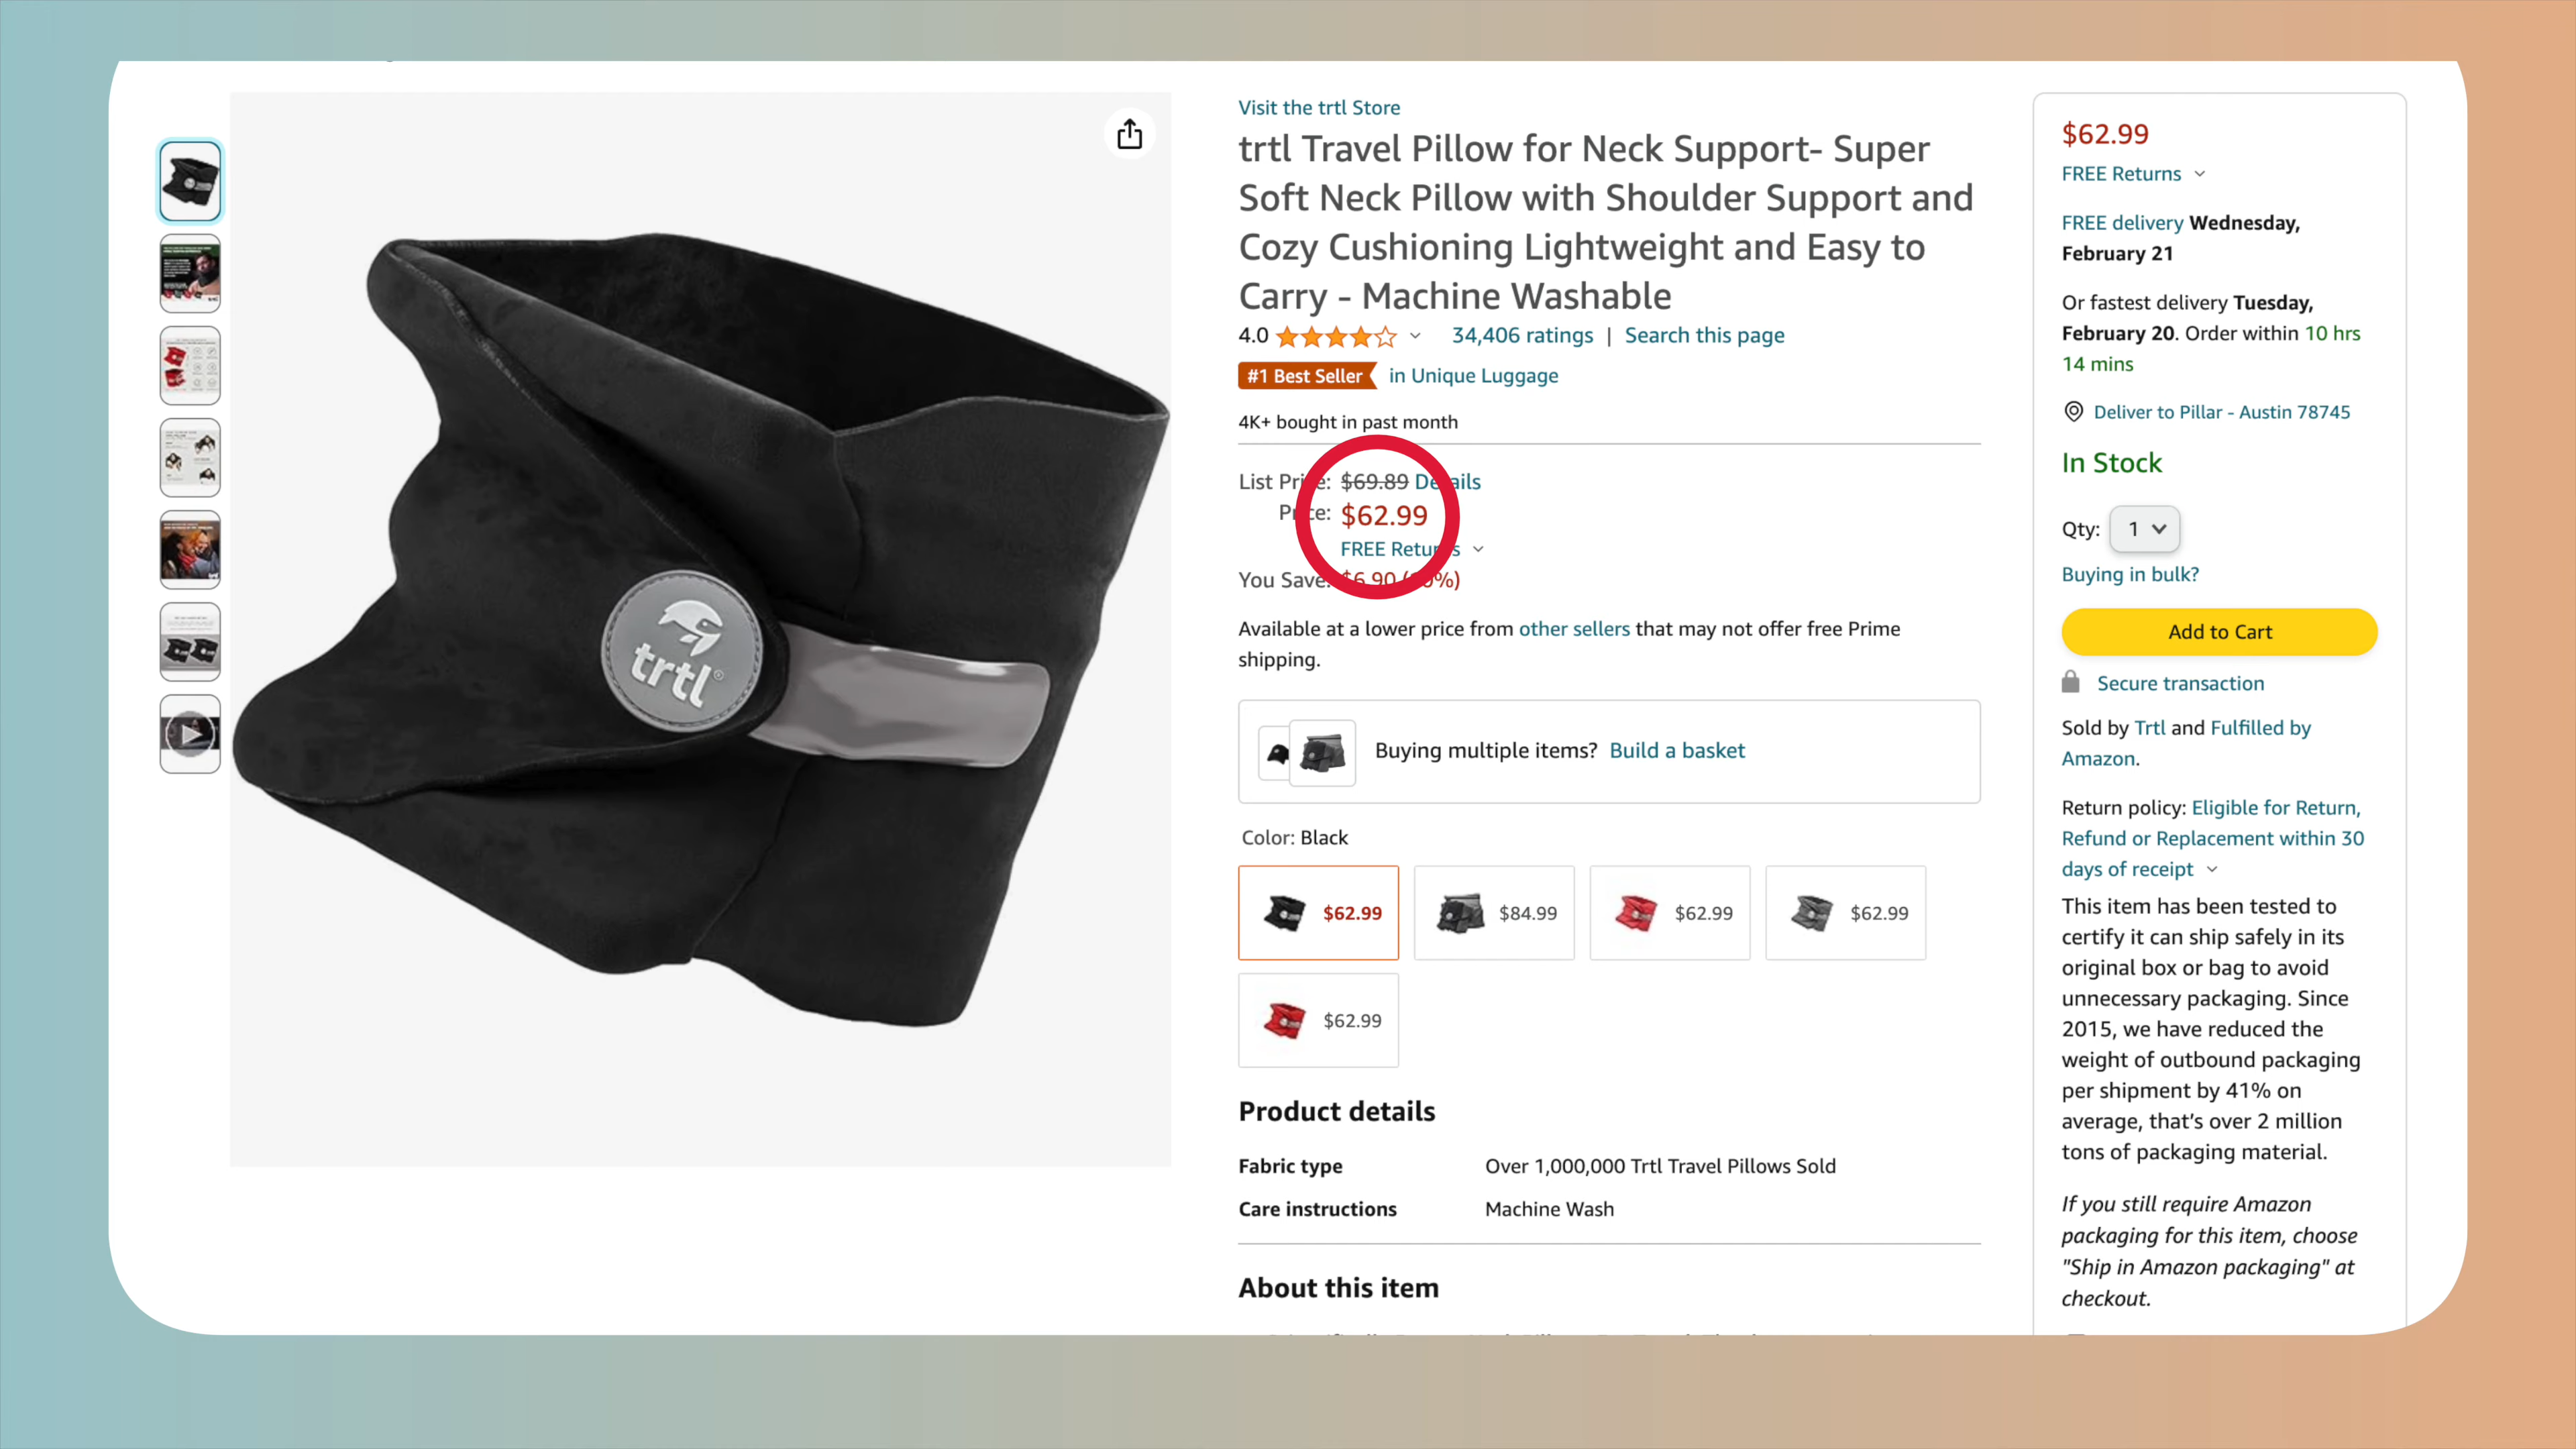 trtl
Visit the trtl Store
trtl Travel Pillow for Neck Support- Super
Soft Neck Pillow with Shoulder Support and
Cozy Cushioning Lightweight and Easy to
Carry - Machine Washable
4.0 34,406 ratings | Search this page
#1 Best Seller in Unique Luggage
4K+ bought in past month
List Price: $69.89 Details
Price: $62.99
FREE Returns
You Save: $6.90 (10%)
Available at a lower price from other sellers that may not offer free Prime
shipping.
Buying multiple items? Build a basket
Color: Black
$62.99 $84.99 $62.99 $62.99
$62.99
Product details
Fabric type Over 1,000,000 Trtl Travel Pillows Sold
Care instructions Machine Wash
About this item
$62.99
FREE Returns
FREE delivery Wednesday,
February 21
Or fastest delivery Tuesday,
February 20. Order within 10 hrs
14 mins
Deliver to Pillar - Austin 78745
In Stock
Qty: 1
Buying in bulk?
Add to Cart
Secure transaction
Sold by Trtl and Fulfilled by
Amazon.
Return policy: Eligible for Return,
Refund or Replacement within 30
days of receipt
This item has been tested to
certify it can ship safely in its
original box or bag to avoid
unnecessary packaging. Since
2015, we have reduced the
weight of outbound packaging
per shipment by 41% on
average, that's over 2 million
tons of packaging material.
If you still require Amazon
packaging for this item, choose
"Ship in Amazon packaging" at
checkout.